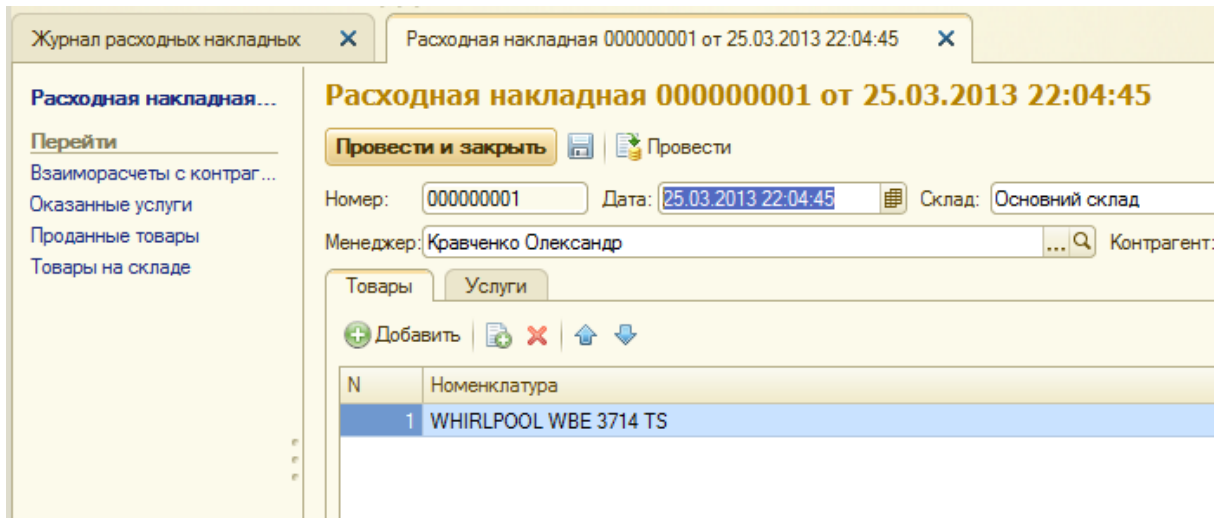 Журнал расходных накладных
Расходная накладная 000000001 от 25.03.2013 22:04:45
Расходная накладная...
Перейти
Взаиморасчеты с контраг...
Оказанные услуги
Проданные товары
Товары на складе
Расходная накладная 000000001 от 25.03.2013 22:04:45
Провести и закрыть Провести
Номер: 000000001 Дата: 25.03.2013 22:04:45 Склад: Основний склад
Менеджер: Кравченко Олександр ... Контрагент:
Товары Услуги
Добавить
N Номенклатура
1 WHIRLPOOL WBE 3714 TS